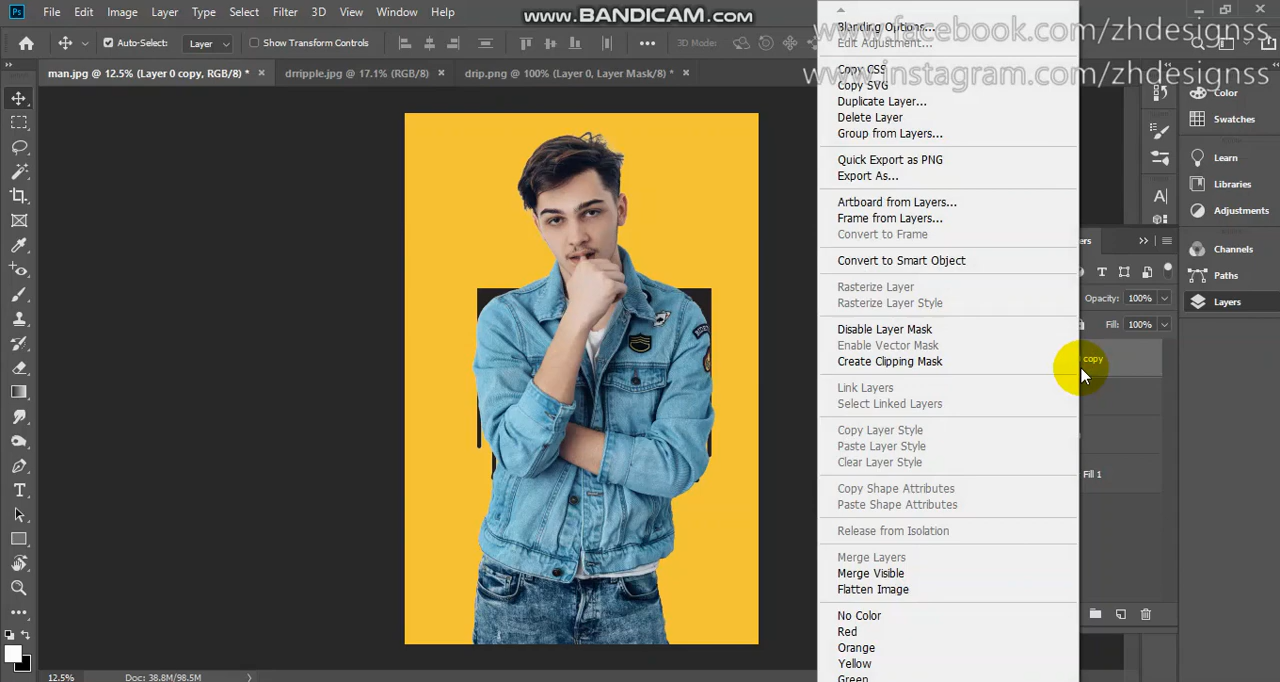 www.BANDICAM.com
www.facebook.com/zhdesignss
www.instagram.com/zhdesignss
Ps File Edit Image Layer Type Select Filter 3D View Window Help
Auto-Select: Layer Show Transform Controls 3D Mode:
man.jpg @ 12.5% (Layer 0 copy, RGB/8) * × drripple.jpg @ 17.1% (RGB/8) × drip.png @ 100% (Layer 0, Layer Mask/8) * ×
Blending Options...
Edit Adjustment...
Copy CSS
Copy SVG
Duplicate Layer...
Delete Layer
Group from Layers...
Quick Export as PNG
Export As...
Artboard from Layers...
Frame from Layers...
Convert to Frame
Convert to Smart Object
Rasterize Layer
Rasterize Layer Style
Disable Layer Mask
Enable Vector Mask
Create Clipping Mask
Link Layers
Select Linked Layers
Copy Layer Style
Paste Layer Style
Clear Layer Style
Copy Shape Attributes
Paste Shape Attributes
Release from Isolation
Merge Layers
Merge Visible
Flatten Image
No Color
Red
Orange
Yellow
Green
Opacity: 100%
Fill: 100%
copy
Fill 1
Color
Swatches
Learn
Libraries
Adjustments
Channels
Paths
Layers
12.5% Doc: 38.8M/98.5M